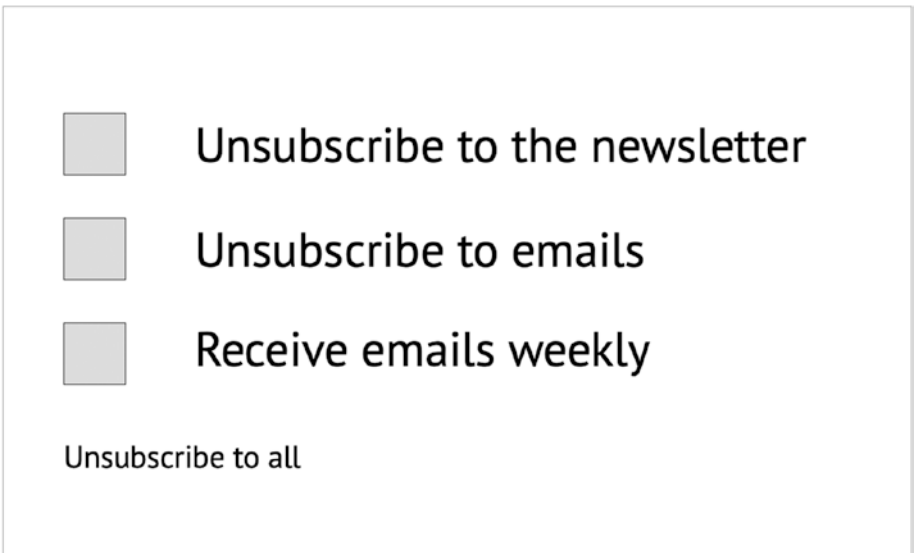 Unsubscribe to the newsletter
Unsubscribe to emails
Receive emails weekly
Unsubscribe to all